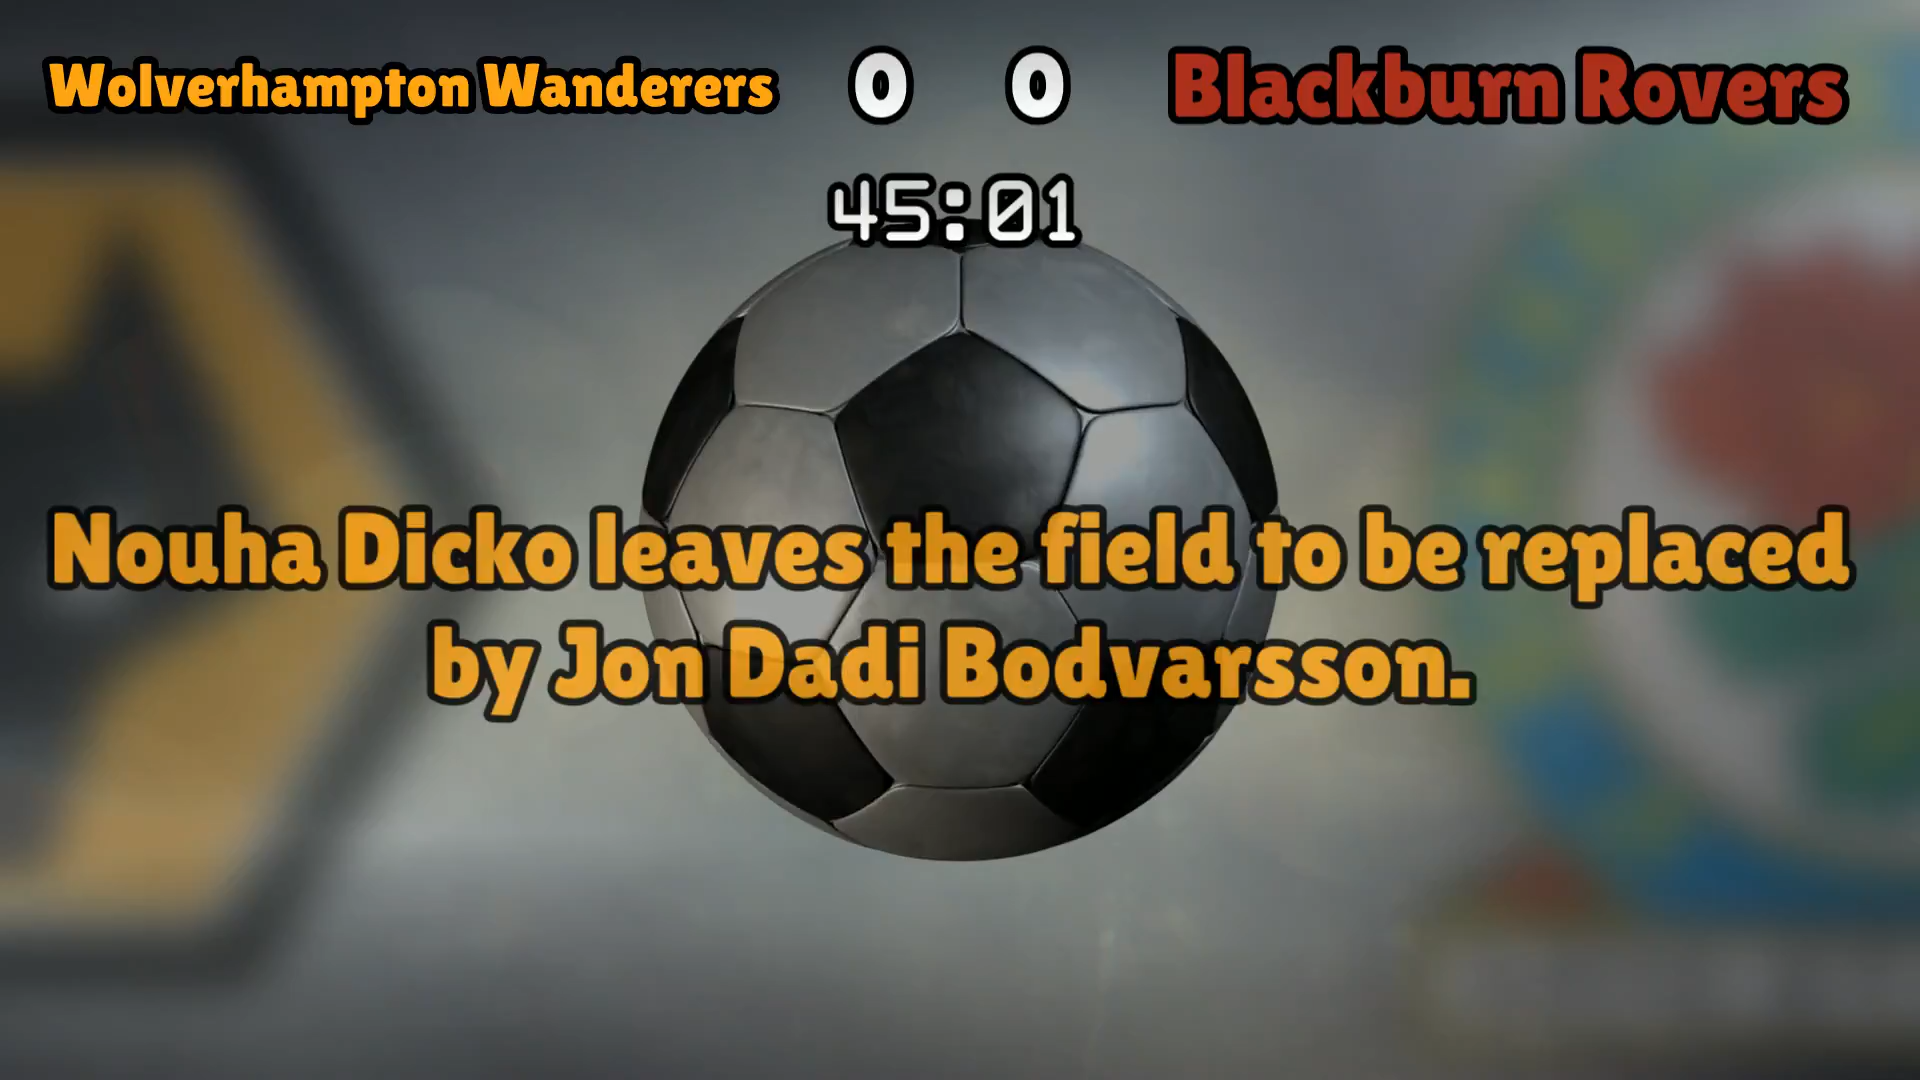 Wolverhampton Wanderers 0 0 Blackburn Rovers
45:01
Nouha Dicko leaves the field to be replaced
by Jon Dadi Bodvarsson.